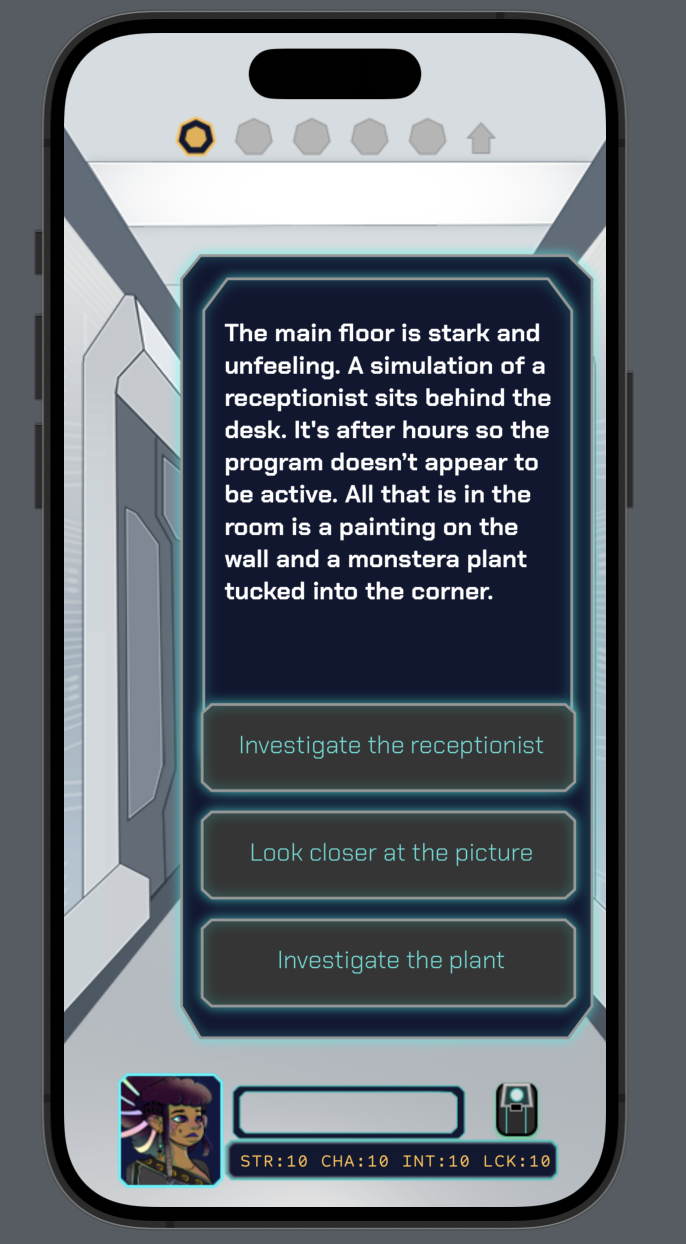 The main floor is stark and
unfeeling. A simulation of a
receptionist sits behind the
desk. It's after hours so the
program doesn’t appear to
be active. All that is in the
room is a painting on the
wall and a monstera plant
tucked into the corner.
Investigate the receptionist
Look closer at the picture
Investigate the plant
STR:10 CHA:10 INT:10 LCK:10